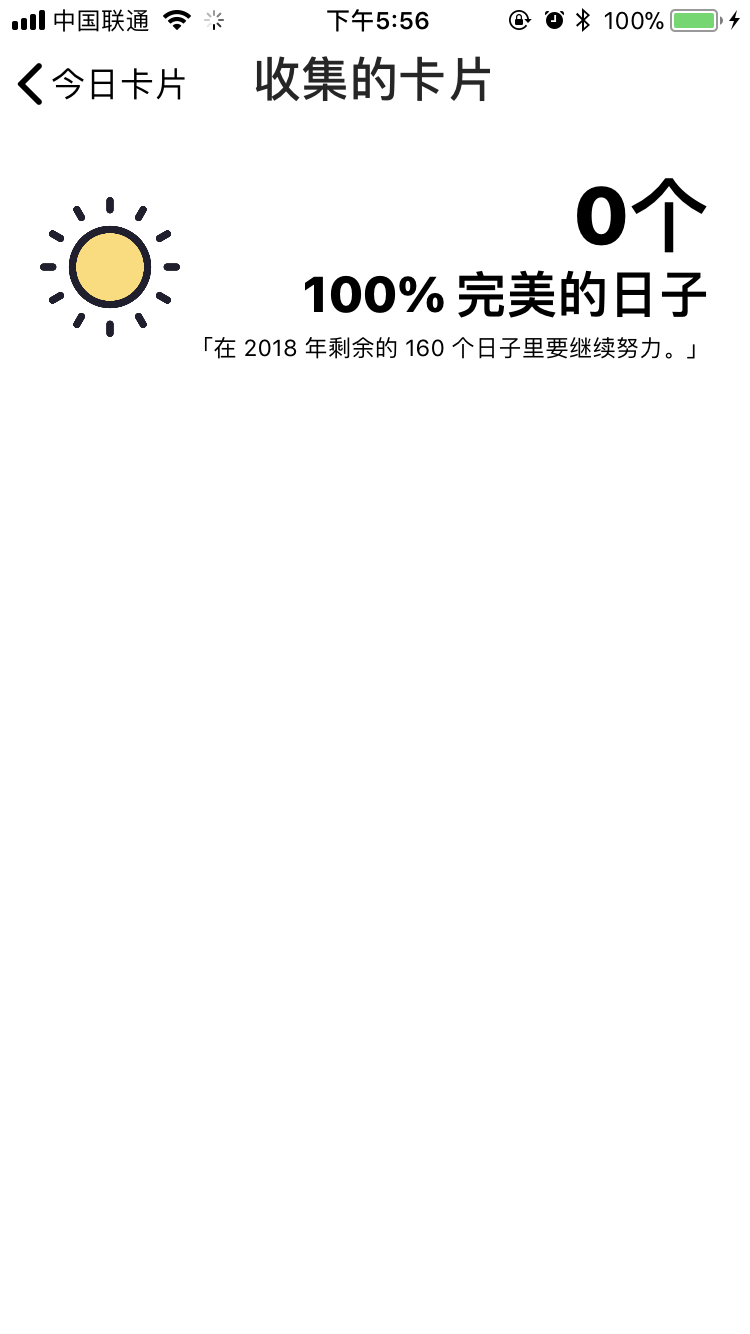 中国联通 下午5:56 100%
今日卡片 收集的卡片
0个
100% 完美的日子
「在 2018 年剩余的 160 个日子里要继续努力。」